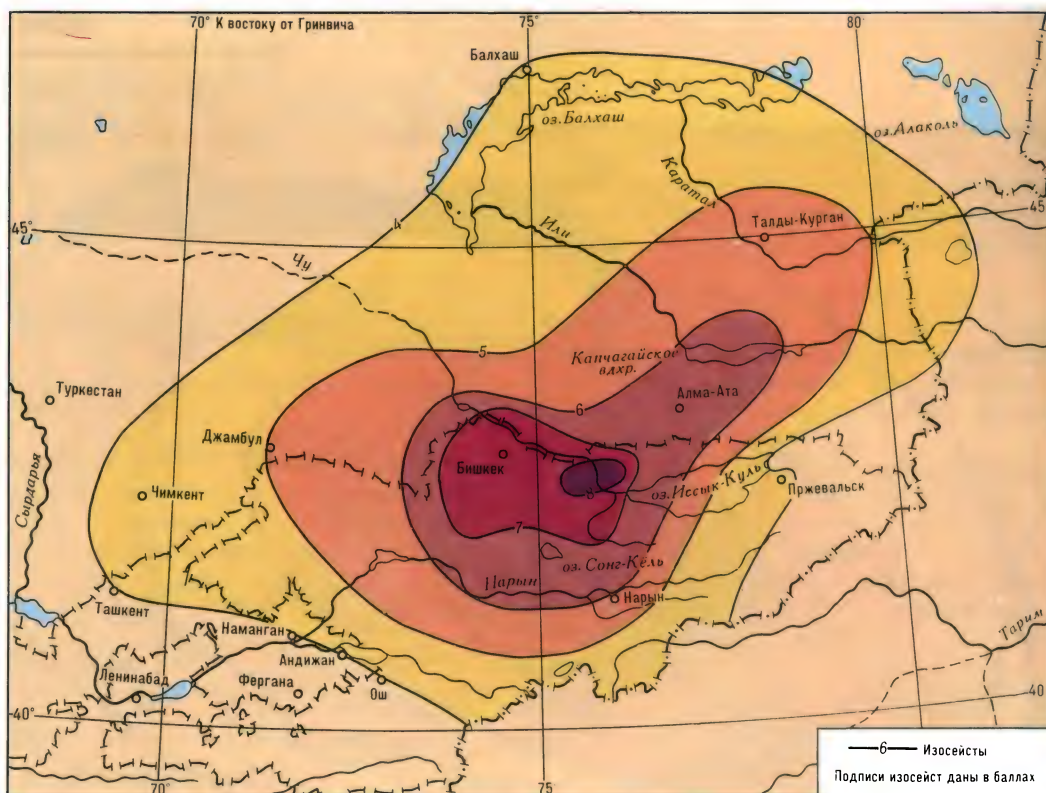 70° К востоку от Гринвича
75°
80°
Балхаш
оз. Балхаш
оз. Алаколь
Каратал
45°
4
45
Или
Талды-Курган
Чу
5
Капчагайское
вдхр.
Туркестан
6
Алма-Ата
Джамбул
Бишкек
8
оз. Иссык-Куль
Пржевальск
Чимкент
Сырдарья
7
оз. Сонг-Кёль
Нарын
Нарын
Ташкент
Тарим
Наманган
Андижан
Ленинабад
Фергана
Ош
40°
40
6 Изосейсты
Подписи изосейст даны в баллах
70°
75